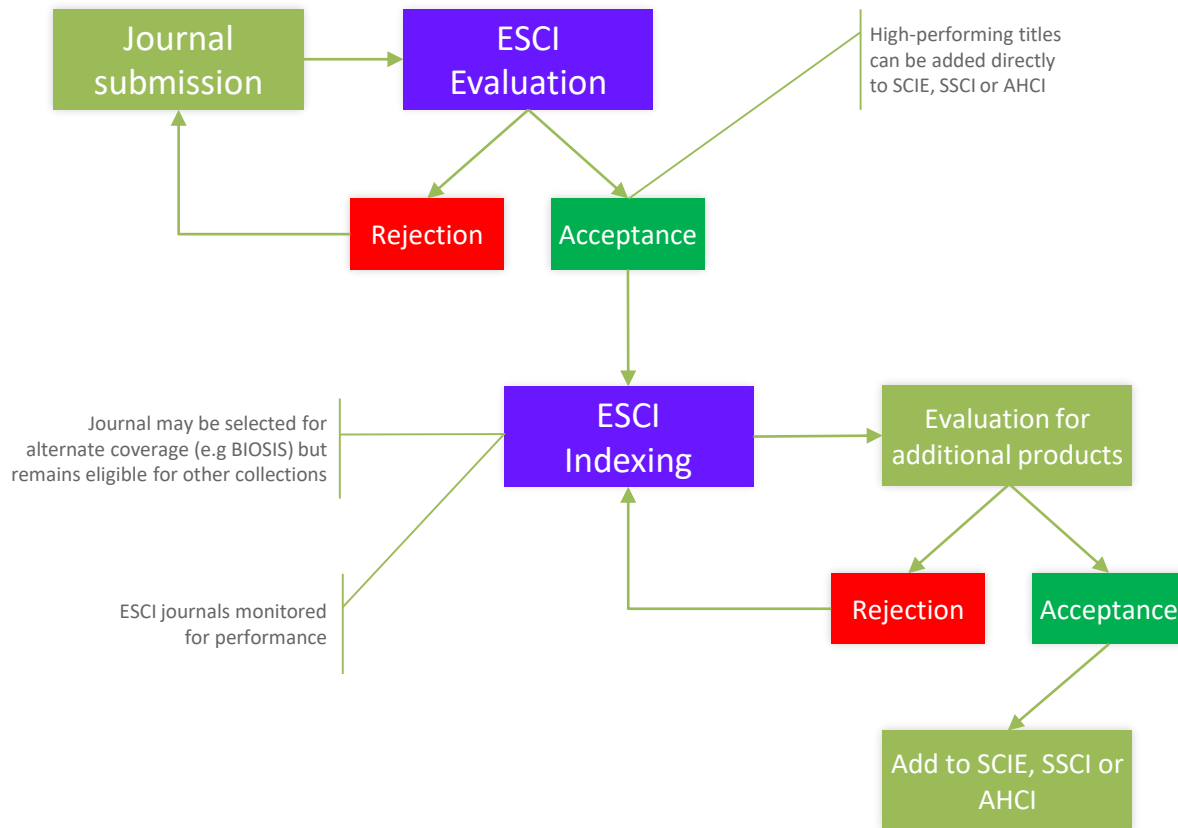 Journal
submission
ESCI
Evaluation
High-performing titles
can be added directly
to SCIE, SSCI or AHCI
Rejection
Acceptance
Journal may be selected for
alternate coverage (e.g BIOSIS) but
remains eligible for other collections
ESCI
Indexing
Evaluation for
additional products
ESCI journals monitored
for performance
Rejection
Acceptance
Add to SCIE, SSCI or
AHCI